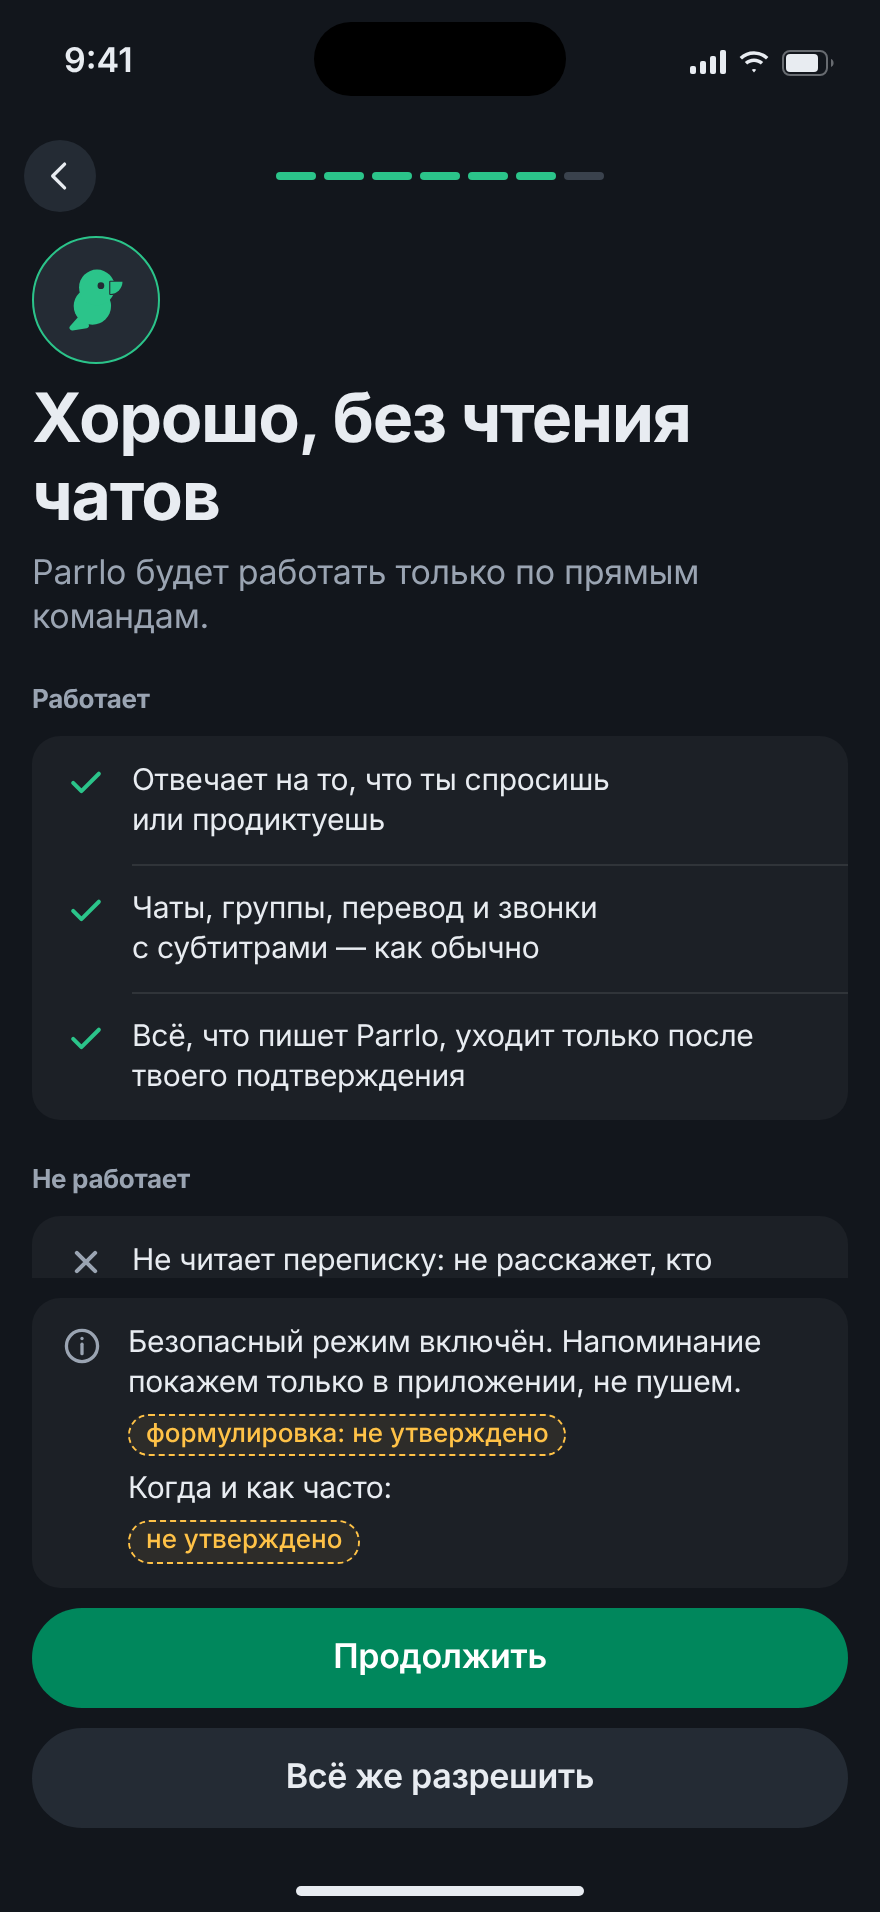 9:41
Хорошо, без чтения
чатов
Parrlo будет работать только по прямым
командам.
Работает
Отвечает на то, что ты спросишь
или продиктуешь
Чаты, группы, перевод и звонки
с субтитрами — как обычно
Всё, что пишет Parrlo, уходит только после
твоего подтверждения
Не работает
Не читает переписку: не расскажет, кто
Безопасный режим включён. Напоминание
покажем только в приложении, не пушем.
формулировка: не утверждено
Когда и как часто:
не утверждено
Продолжить
Всё же разрешить